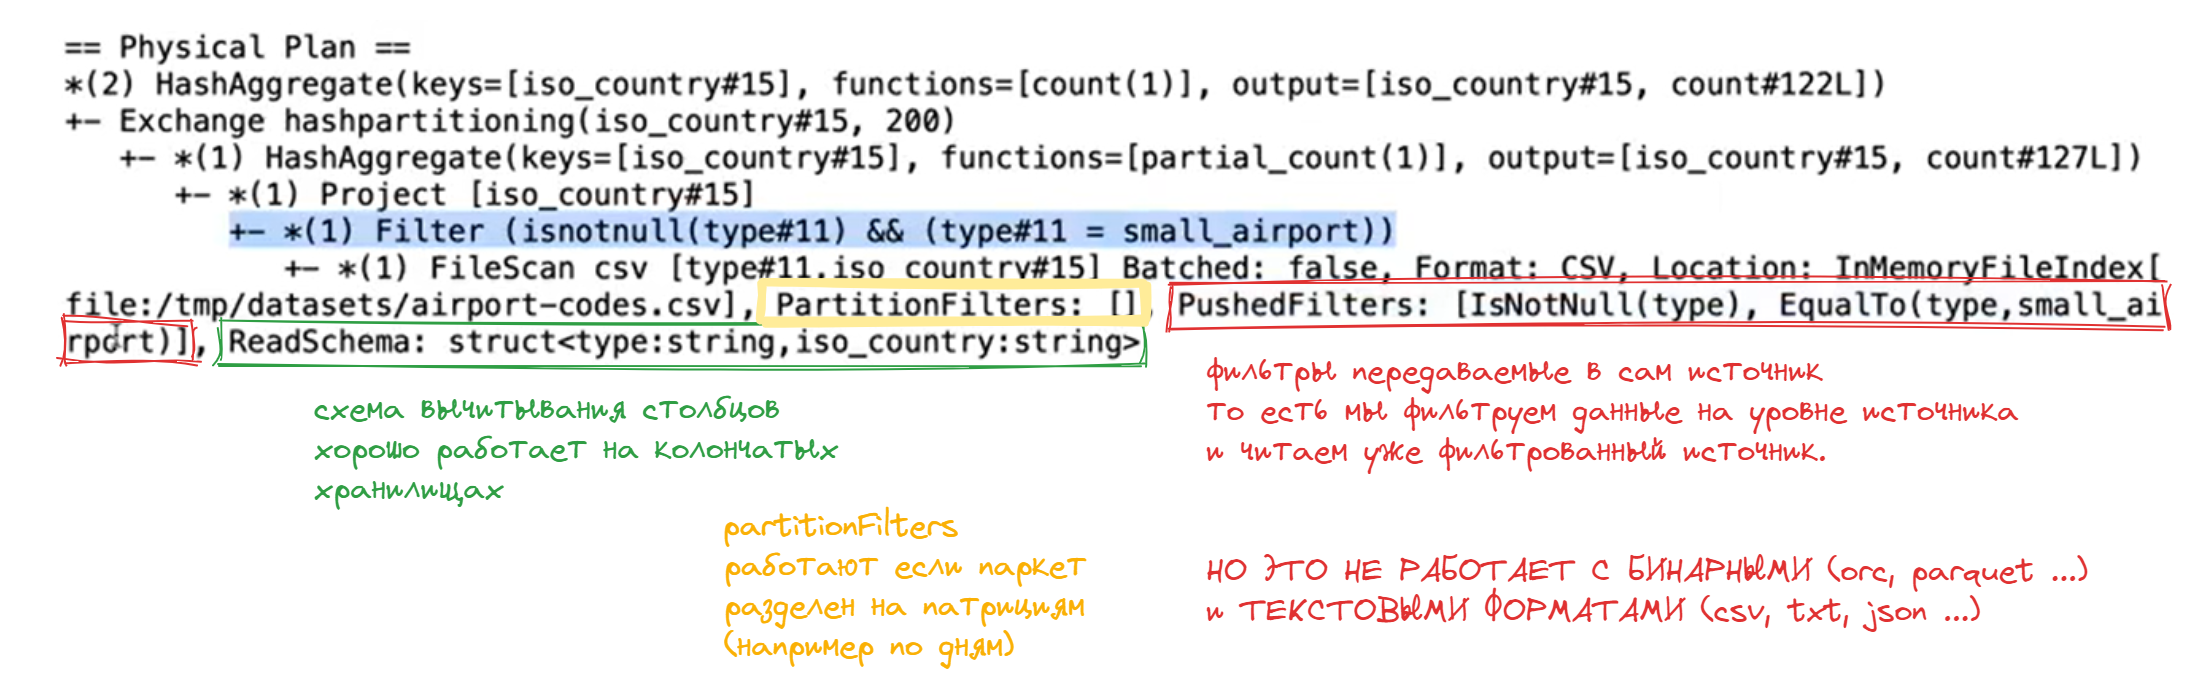 == Physical Plan ==
*(2) HashAggregate(keys=[iso_country#15], functions=[count(1)], output=[iso_country#15, count#122L])
+- Exchange hashpartitioning(iso_country#15, 200)
+- *(1) HashAggregate(keys=[iso_country#15], functions=[partial_count(1)], output=[iso_country#15, count#127L])
+- *(1) Project [iso_country#15]
+- *(1) Filter (isnotnull(type#11) && (type#11 = small_airport))
+- *(1) FileScan csv [type#11,iso_country#15] Batched: false, Format: CSV, Location: InMemoryFileIndex[
file:/tmp/datasets/airport-codes.csv], PartitionFilters: [], PushedFilters: [IsNotNull(type), EqualTo(type,small_ai
rport)], ReadSchema: struct<type:string,iso_country:string>
схема вычитывания столбцов
хорошо работает на колончатых
хранилищах
фильтры передаваемые в сам источник
то есть мы фильтруем данные на уровне источника
и читаем уже фильтрованный источник.
partitionFilters
работают если паркет
разделен на патрициям
(например по дням)
НО ЭТО НЕ РАБОТАЕТ С БИНАРНЫМИ (orc, parquet ...)
и ТЕКСТОВЫМИ ФОРМАТАМИ (csv, txt, json ...)